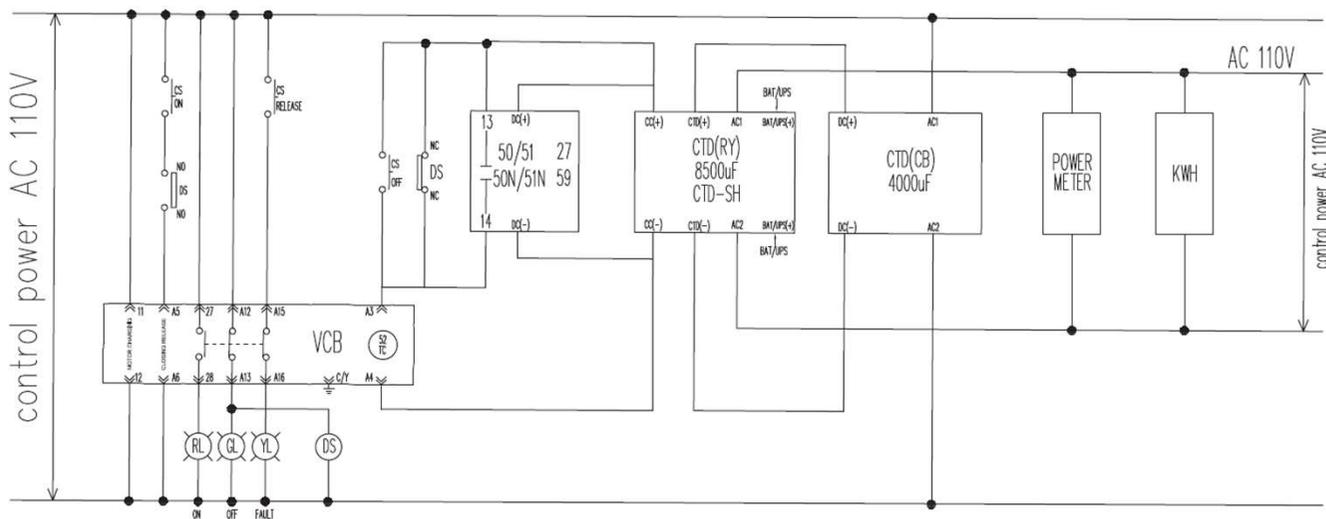 control power AC 110V
CS
ON
NO
DS
NO
CS
RELEASE
CS
OFF
NC
DS
NC
13 DC(+)
50/51 27
50N/51N 59
14 DC(-)
CC(+) CTD(+) AC1 BAT/UPS(+)
BAT/UPS
CTD(RY)
8500uF
CTD-SH
CC(-) CTD(-) AC2 BAT/UPS(+)
BAT/UPS
DC(+) AC1
CTD(CB)
4000uF
DC(-) AC2
POWER
METER
KWH
AC 110V
control power AC 110V
11 A5 27 A12 A15 A3
MOTOR CHARGING
CLOSING RELEASE
VCB
52
TC
12 A6 28 A13 A16 C/Y A4
RL GL YL DS
ON OFF FAULT